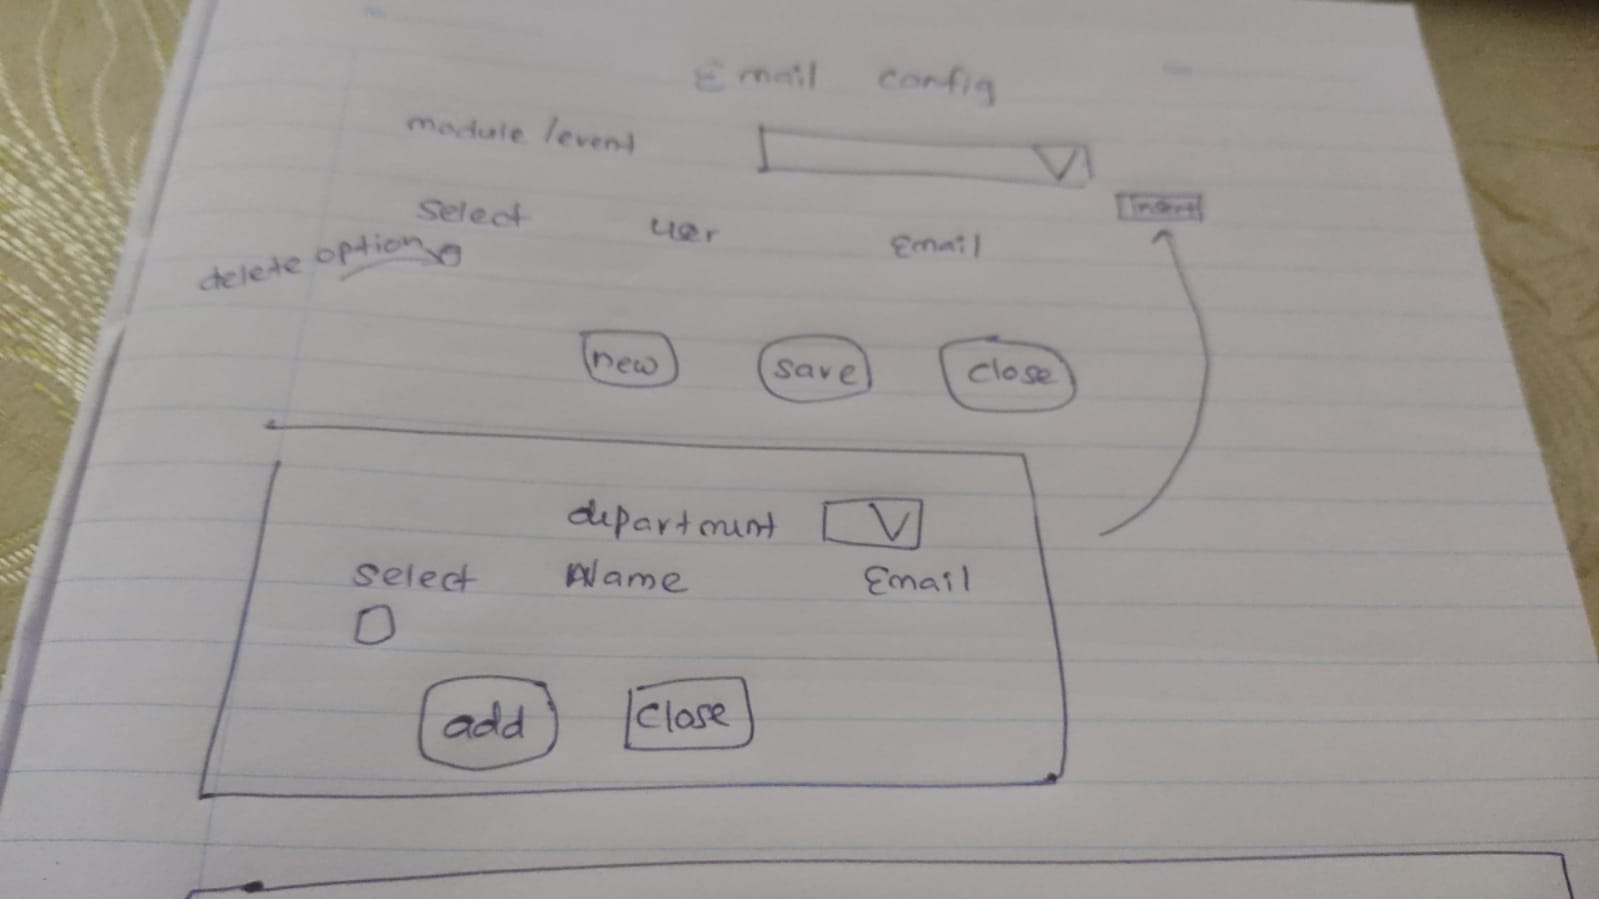 Email config
module/event
Insert
Select user Email
delete option
new save close
department
Select Name Email
add Close